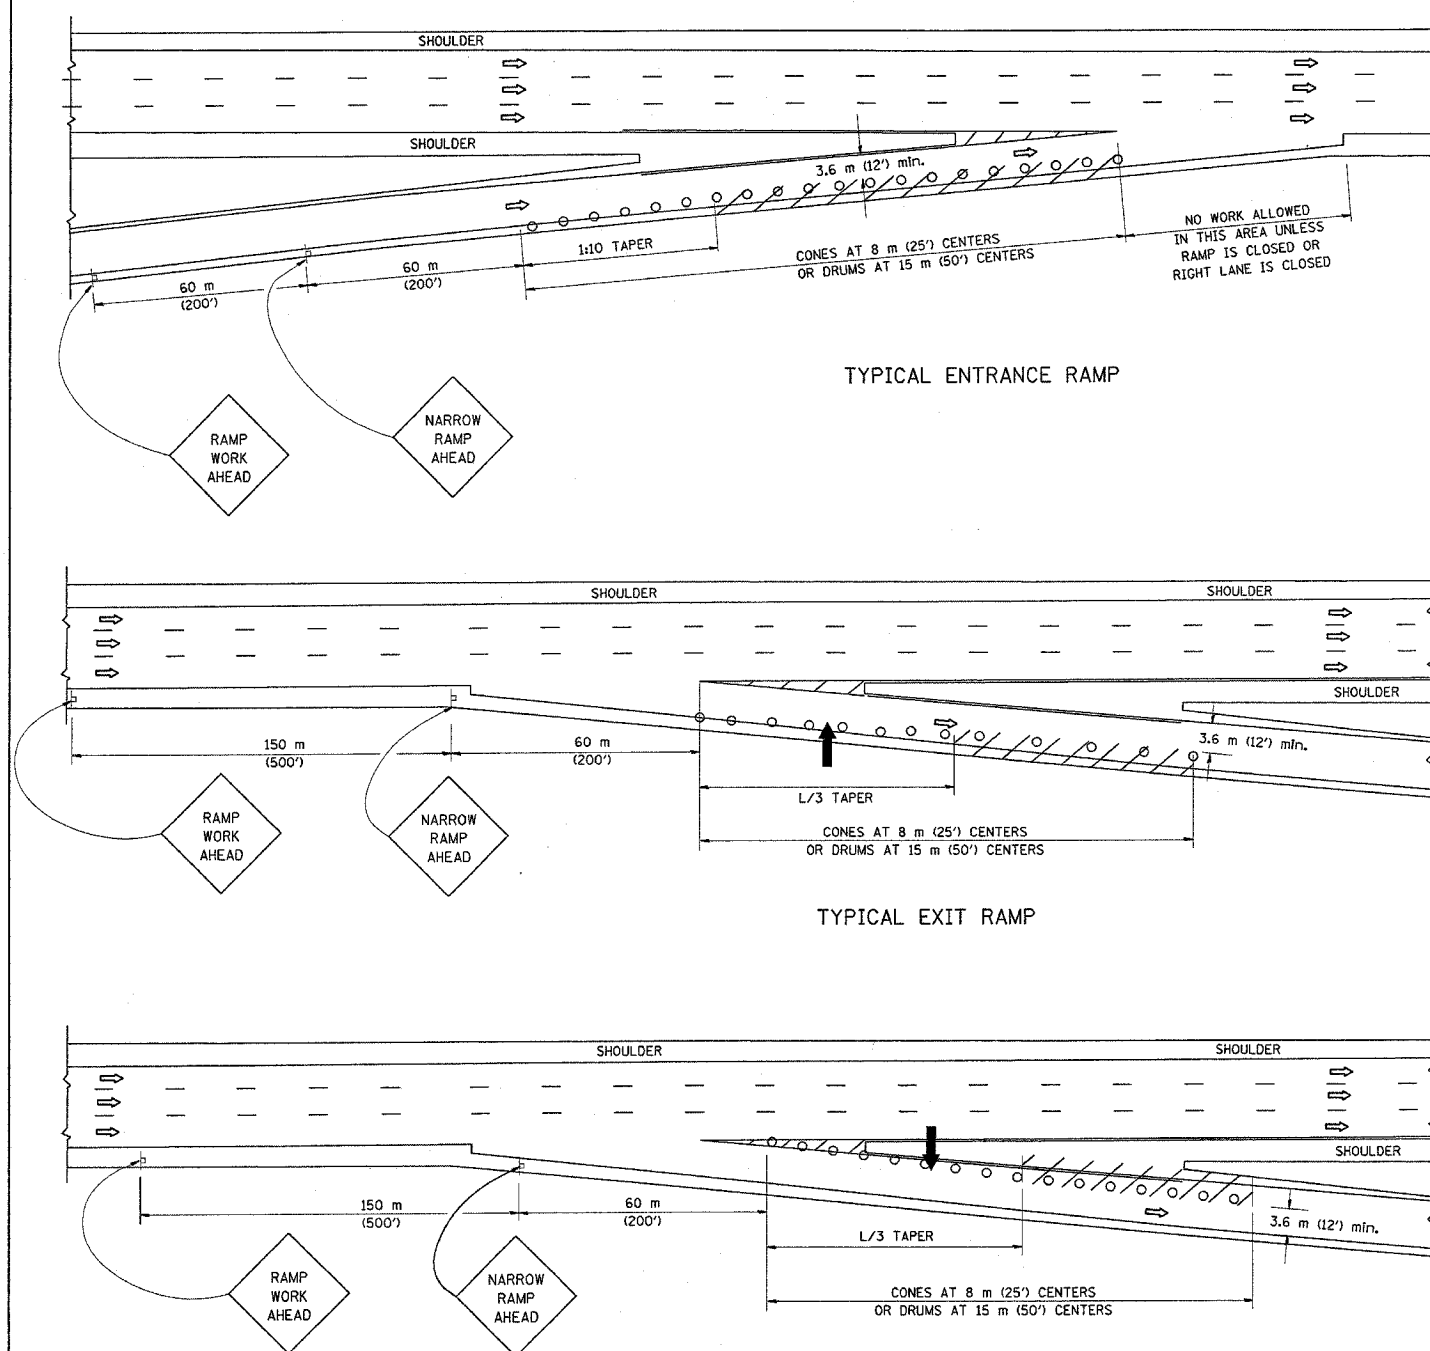 SHOULDER
SHOULDER
3.6 m (12') min.
1:10 TAPER
CONES AT 8 m (25') CENTERS
OR DRUMS AT 15 m (50') CENTERS
NO WORK ALLOWED
IN THIS AREA UNLESS
RAMP IS CLOSED OR
RIGHT LANE IS CLOSED
60 m
(200')
60 m
(200')
TYPICAL ENTRANCE RAMP
RAMP
WORK
AHEAD
NARROW
RAMP
AHEAD
SHOULDER
SHOULDER
SHOULDER
3.6 m (12') min.
150 m
(500')
60 m
(200')
L/3 TAPER
CONES AT 8 m (25') CENTERS
OR DRUMS AT 15 m (50') CENTERS
RAMP
WORK
AHEAD
NARROW
RAMP
AHEAD
TYPICAL EXIT RAMP
SHOULDER
SHOULDER
SHOULDER
150 m
(500')
60 m
(200')
3.6 m (12') min.
L/3 TAPER
CONES AT 8 m (25') CENTERS
OR DRUMS AT 15 m (50') CENTERS
RAMP
WORK
AHEAD
NARROW
RAMP
AHEAD